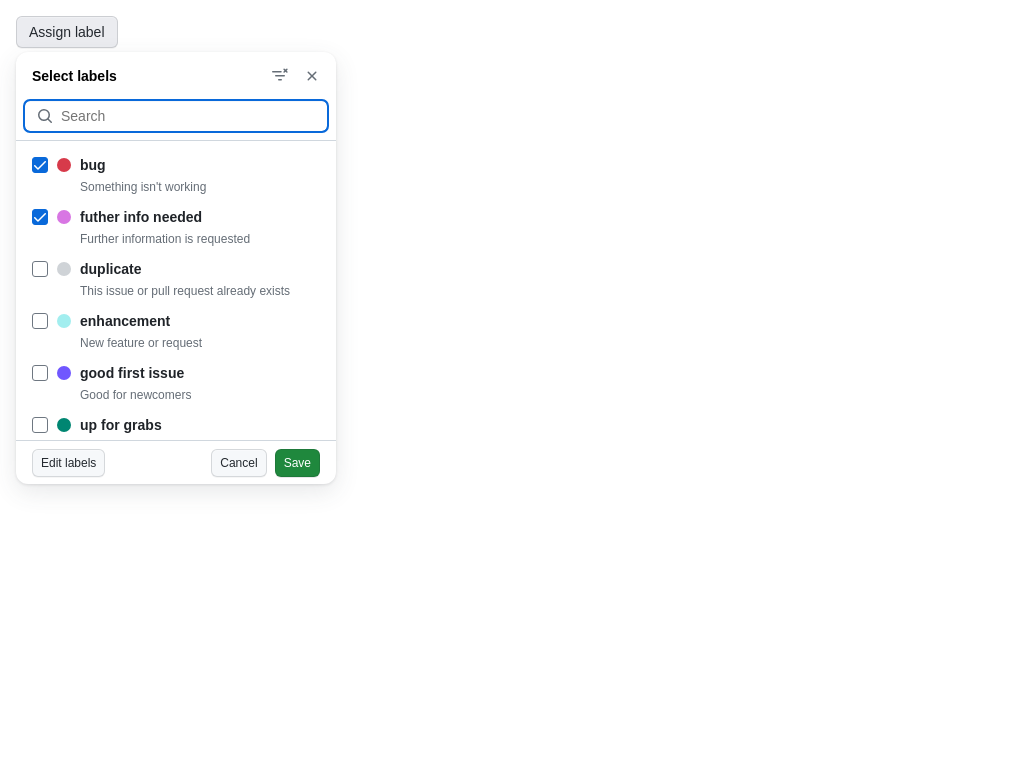 Assign label
Select labels
Search
bug
Something isn't working
futher info needed
Further information is requested
duplicate
This issue or pull request already exists
enhancement
New feature or request
good first issue
Good for newcomers
up for grabs
Edit labels
Cancel
Save